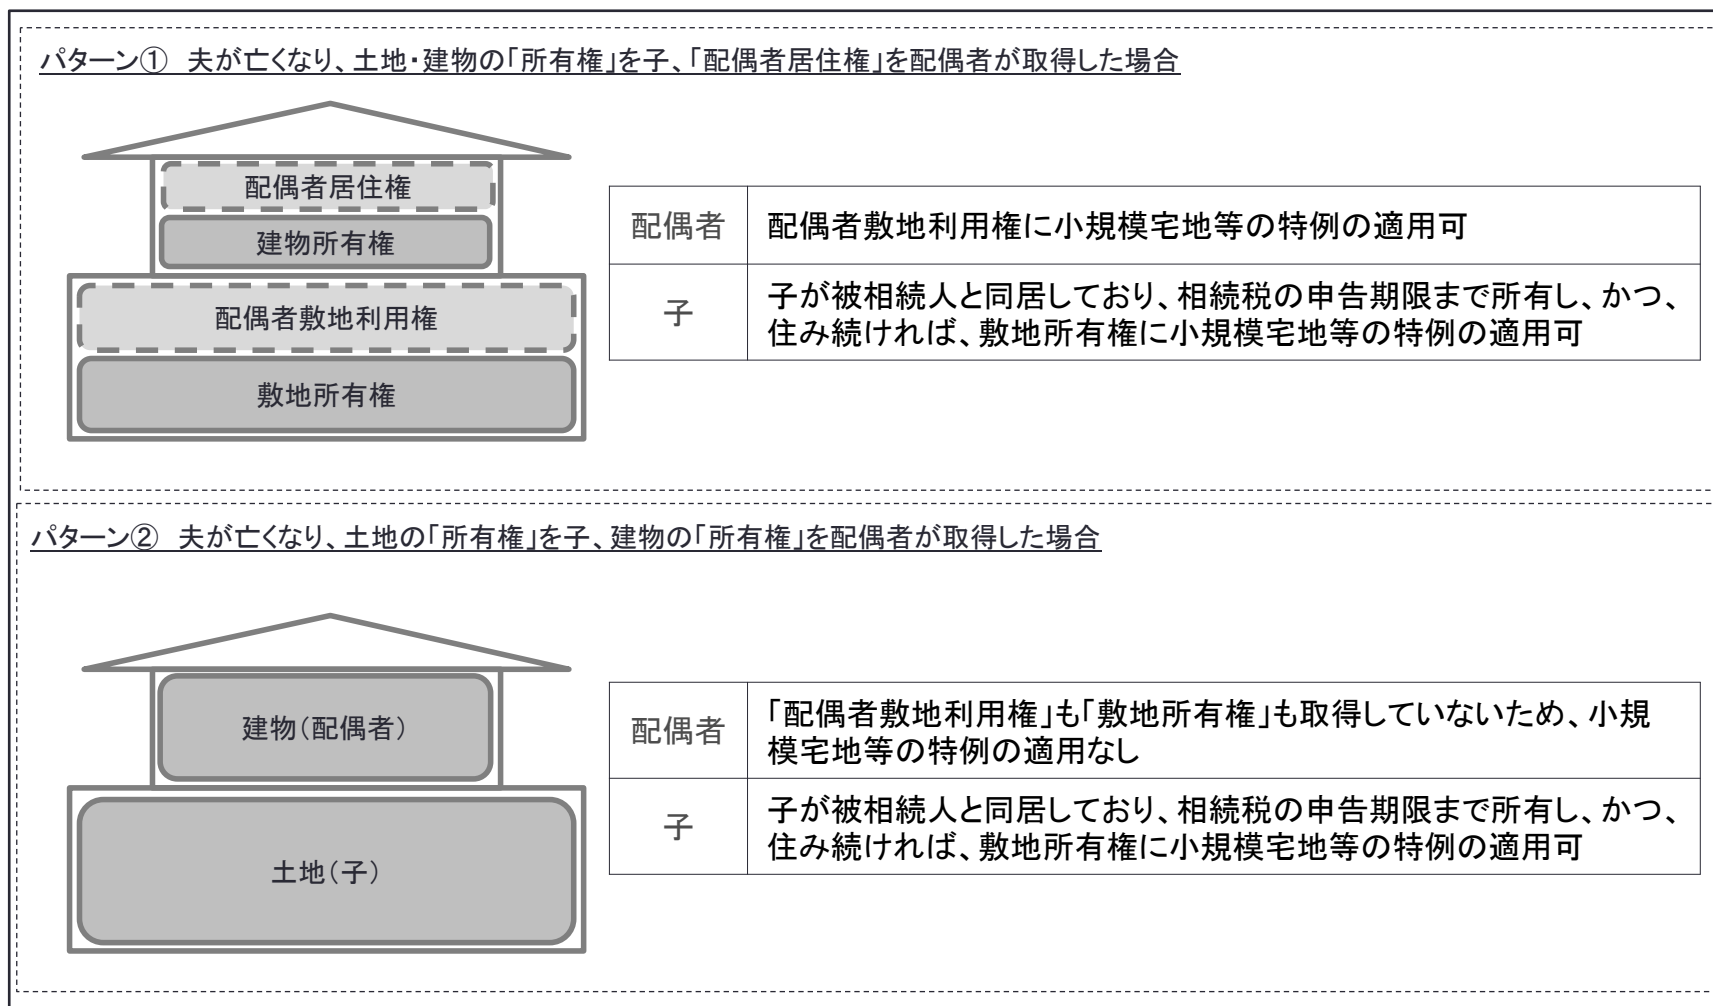 パターン①　夫が亡くなり、土地・建物の「所有権」を子、「配偶者居住権」を配偶者が取得した場合
配偶者居住権
建物所有権
配偶者敷地利用権
敷地所有権
配偶者
配偶者敷地利用権に小規模宅地等の特例の適用可
子
子が被相続人と同居しており、相続税の申告期限まで所有し、かつ、
住み続ければ、敷地所有権に小規模宅地等の特例の適用可
パターン②　夫が亡くなり、土地の「所有権」を子、建物の「所有権」を配偶者が取得した場合
建物(配偶者)
土地(子)
配偶者
「配偶者敷地利用権」も「敷地所有権」も取得していないため、小規
模宅地等の特例の適用なし
子
子が被相続人と同居しており、相続税の申告期限まで所有し、かつ、
住み続ければ、敷地所有権に小規模宅地等の特例の適用可